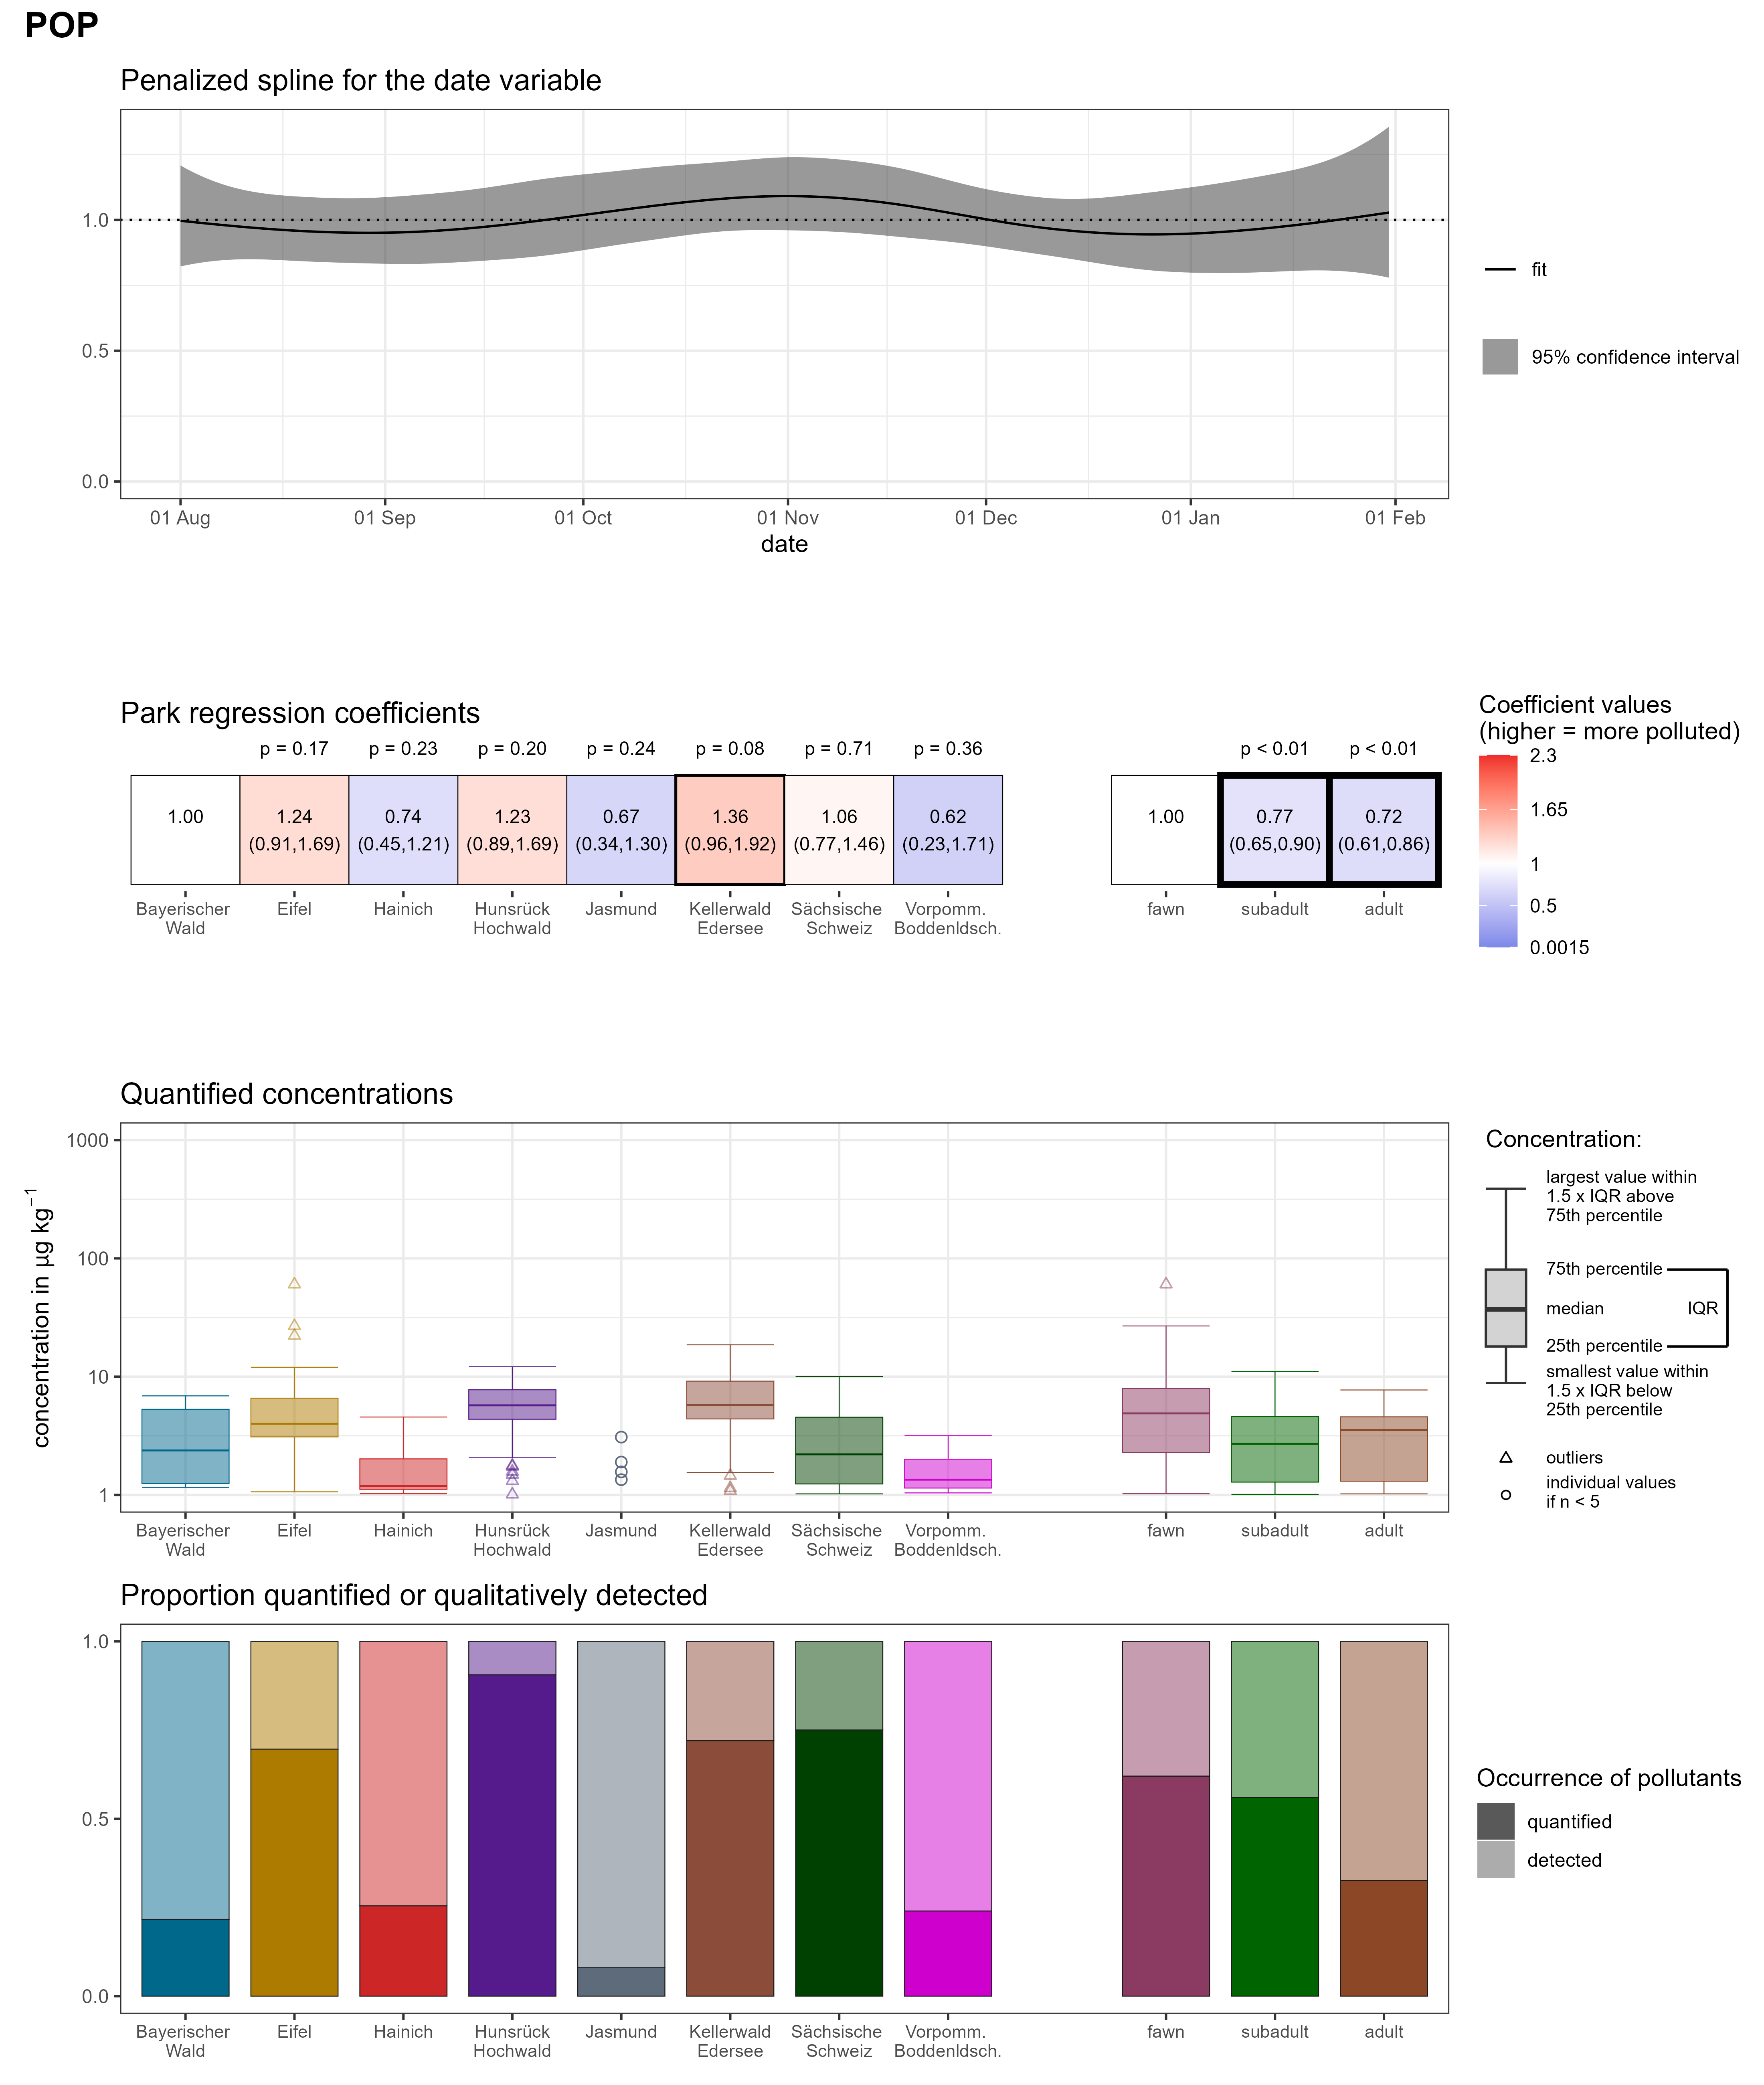 POP
Penalized spline for the date variable
1.0
0.5
0.0
01 Aug 01 Sep 01 Oct 01 Nov 01 Dec 01 Jan 01 Feb
date
fit
95% confidence interval
Park regression coefficients
p = 0.17 p = 0.23 p = 0.20 p = 0.24 p = 0.08 p = 0.71 p = 0.36 p < 0.01 p < 0.01
1.00 1.24 0.74 1.23 0.67 1.36 1.06 0.62 1.00 0.77 0.72
(0.91,1.69) (0.45,1.21) (0.89,1.69) (0.34,1.30) (0.96,1.92) (0.77,1.46) (0.23,1.71) (0.65,0.90) (0.61,0.86)
Bayerischer Eifel Hainich Hunsrück Jasmund Kellerwald Sächsische Vorpomm. fawn subadult adult
Wald Hochwald Edersee Schweiz Boddenldsch.
Coefficient values
(higher = more polluted)
2.3
1.65
1
0.5
0.0015
Quantified concentrations
concentration in µg kg⁻¹
1000
100
10
1
Bayerischer Eifel Hainich Hunsrück Jasmund Kellerwald Sächsische Vorpomm. fawn subadult adult
Wald Hochwald Edersee Schweiz Boddenldsch.
Concentration:
largest value within
1.5 x IQR above
75th percentile
75th percentile
median IQR
25th percentile
smallest value within
1.5 x IQR below
25th percentile
outliers
individual values
if n < 5
Proportion quantified or qualitatively detected
1.0
0.5
0.0
Bayerischer Eifel Hainich Hunsrück Jasmund Kellerwald Sächsische Vorpomm. fawn subadult adult
Wald Hochwald Edersee Schweiz Boddenldsch.
Occurrence of pollutants
quantified
detected